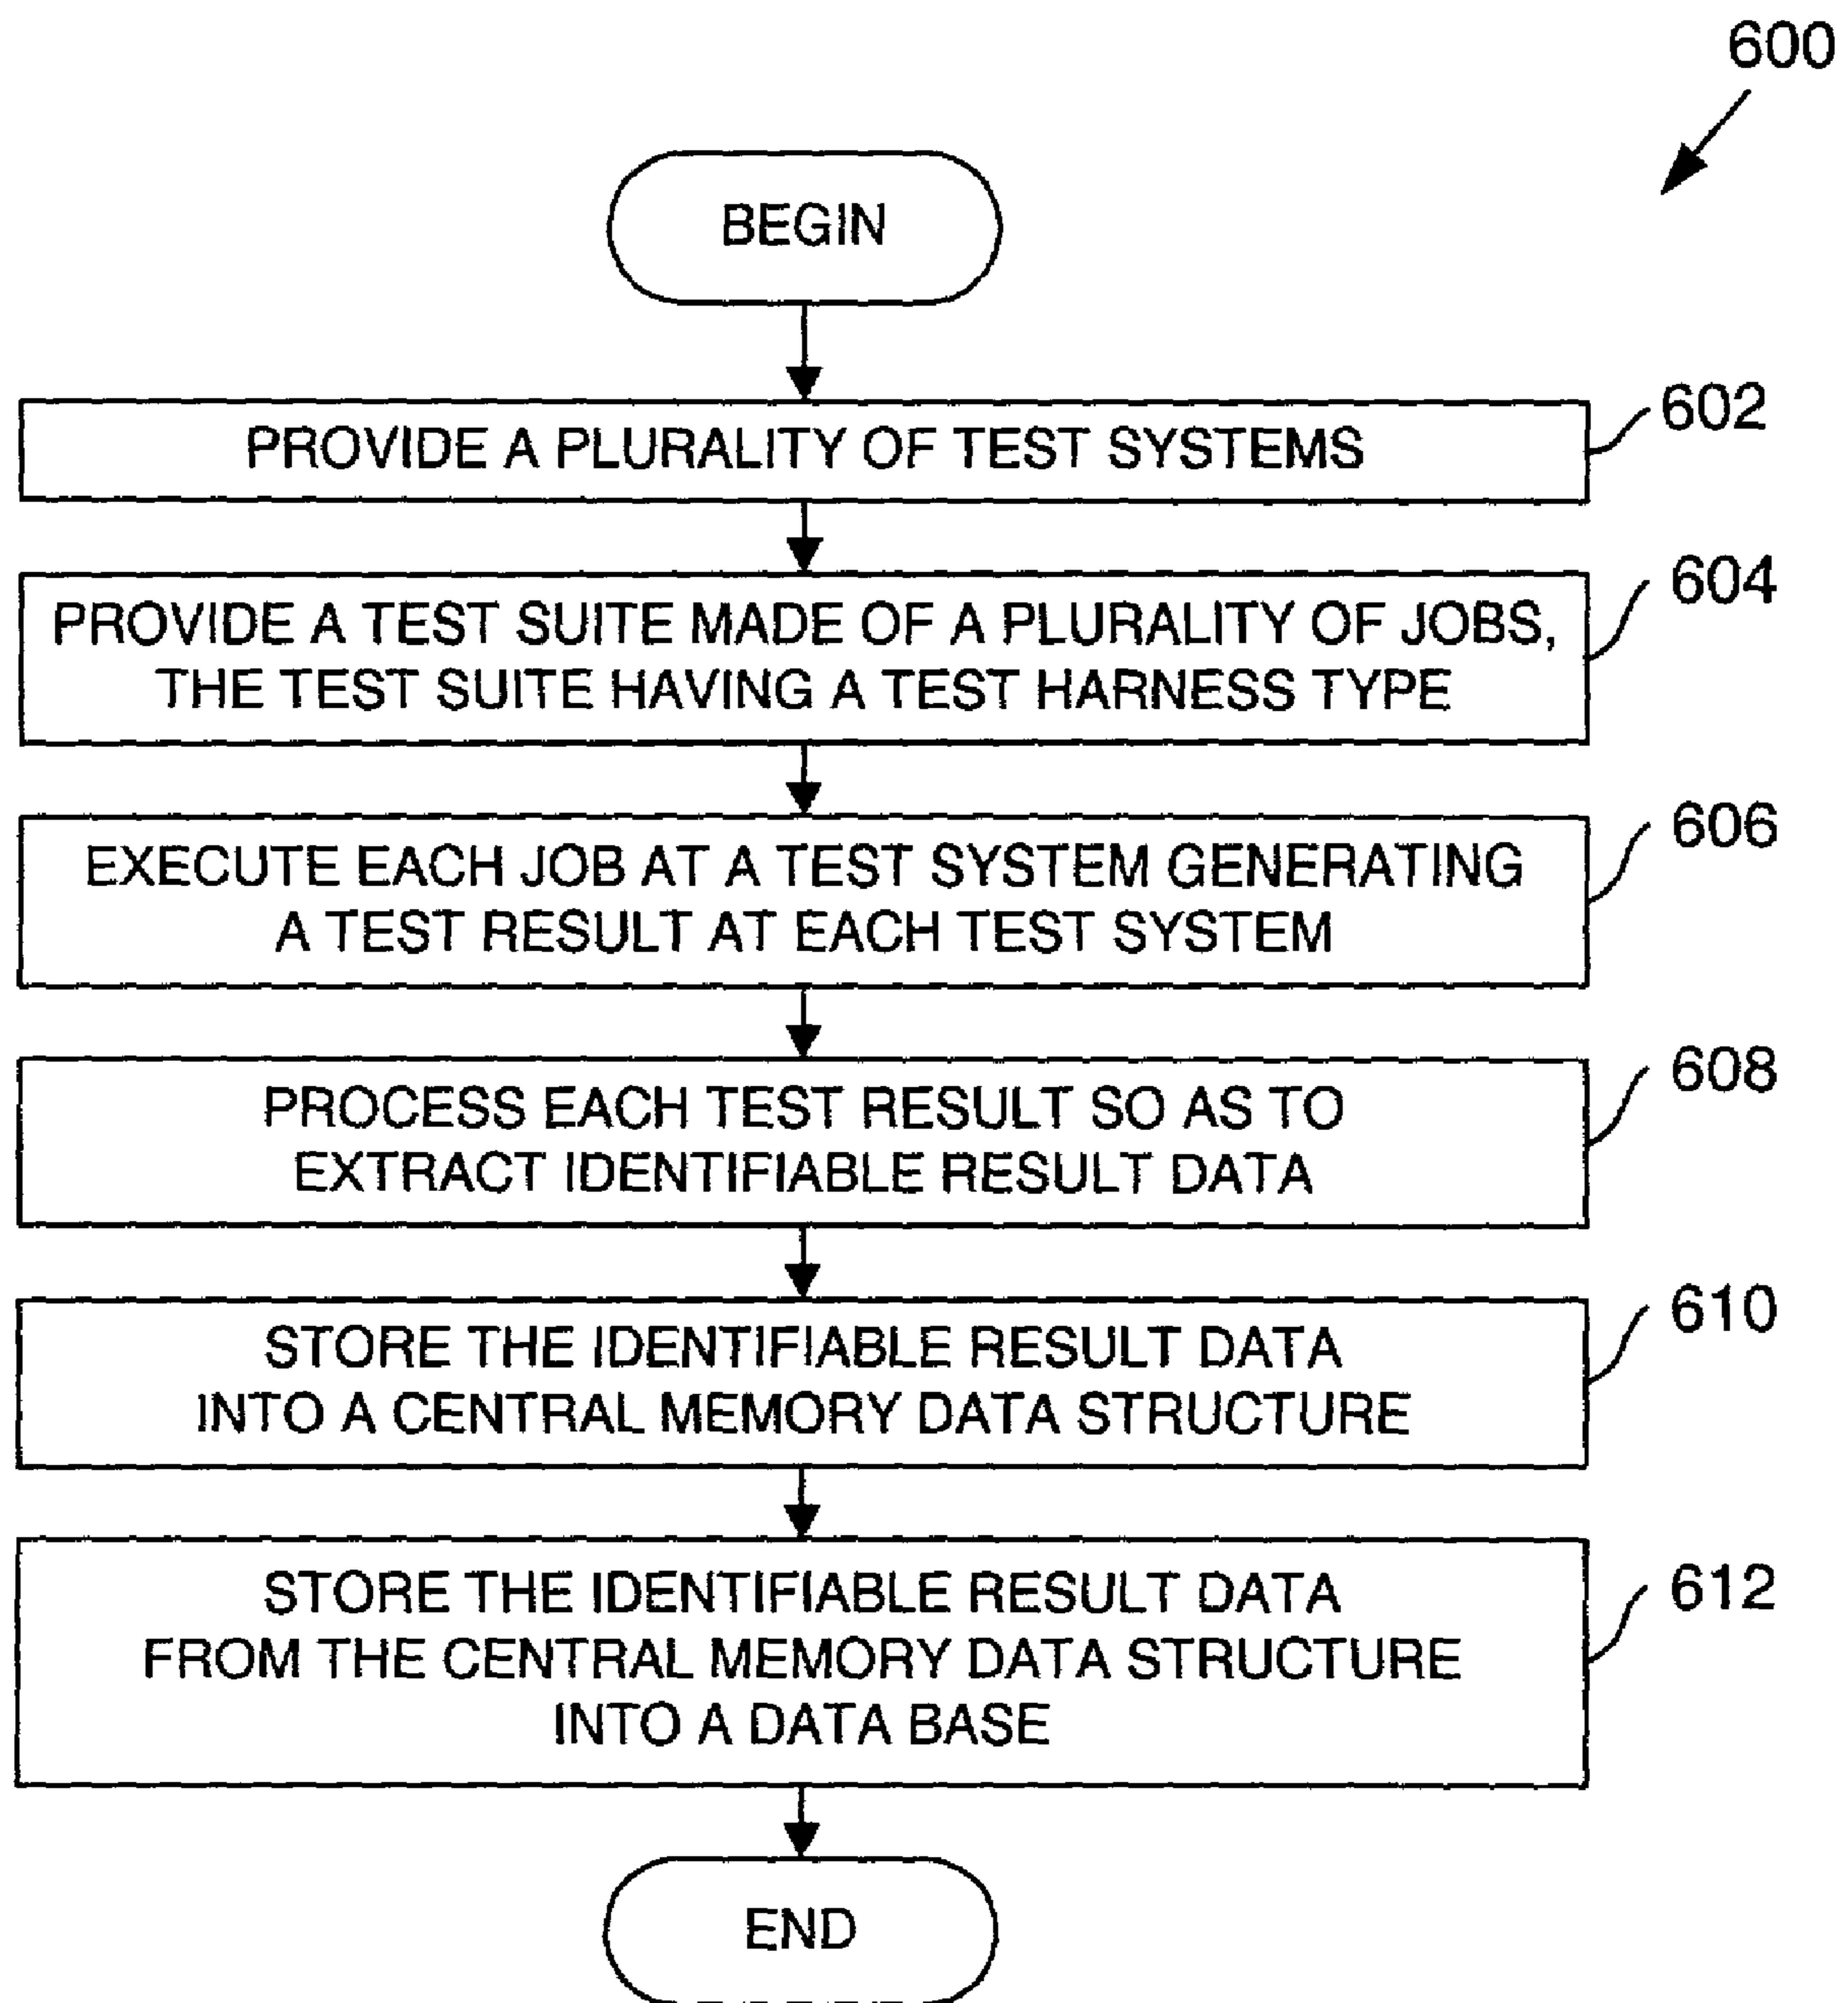 600
BEGIN
PROVIDE A PLURALITY OF TEST SYSTEMS
602
PROVIDE A TEST SUITE MADE OF A PLURALITY OF JOBS,
THE TEST SUITE HAVING A TEST HARNESS TYPE
604
EXECUTE EACH JOB AT A TEST SYSTEM GENERATING
A TEST RESULT AT EACH TEST SYSTEM
606
PROCESS EACH TEST RESULT SO AS TO
EXTRACT IDENTIFIABLE RESULT DATA
608
STORE THE IDENTIFIABLE RESULT DATA
INTO A CENTRAL MEMORY DATA STRUCTURE
610
STORE THE IDENTIFIABLE RESULT DATA
FROM THE CENTRAL MEMORY DATA STRUCTURE
INTO A DATA BASE
612
END